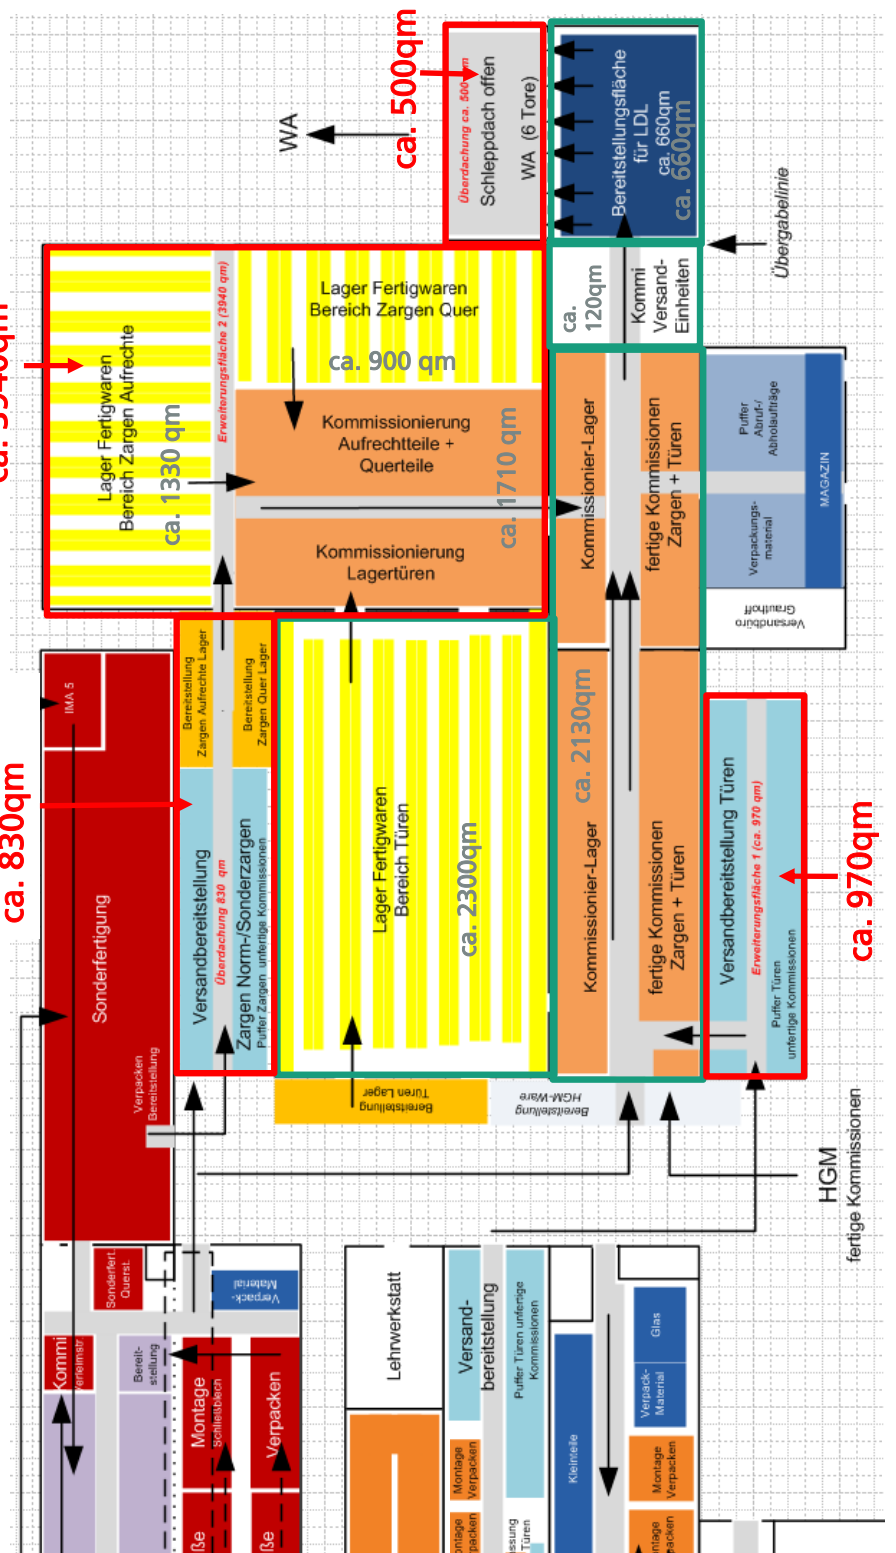 ca. 500qm
Überdachung ca. 500qm
Schleppdach offen
WA (6 Tore)
WA
Bereitstellungsfläche
für LDL
ca. 660qm
ca. 660qm
Übergabelinie
ca.
120qm
Kommi
Versand-
Einheiten
Lager Fertigwaren
Bereich Zargen Aufrechte
ca. 1330 qm
Erweiterungsfläche 2 (3940 qm)
Lager Fertigwaren
Bereich Zargen Quer
ca. 900 qm
Kommissionierung
Aufrechtteile +
Querteile
ca. 1710 qm
Kommissionierung
Lagertüren
Kommissionier-Lager
fertige Kommissionen
Zargen + Türen
Puffer
Abruf-/
Abholaufträge
MAGAZIN
Verpackungs-
material
Versandbüro
Grauthoff
IMA 5
Sonderfertigung
Verpacken
Bereitstellung
ca. 830qm
Bereitstellung
Zargen Aufrechte Lager
Bereitstellung
Zargen Quer Lager
Versandbereitstellung
Überdachung 830 qm
Zargen Norm-/Sonderzargen
Puffer Zargen unfertige Kommissionen
Lager Fertigwaren
Bereich Türen
ca. 2300qm
ca. 2130qm
Kommissionier-Lager
fertige Kommissionen
Zargen + Türen
Versandbereitstellung Türen
Erweiterungsfläche 1 (ca. 970 qm)
Puffer Türen
unfertige Kommissionen
ca. 970qm
Bereitstellung
Türen Lager
Bereitstellung
HGM-Ware
HGM
fertige Kommissionen
Sonderfert.
Querst.
Verpack-
Material
Kommi
Bereit-
stellung
Montage
Schließblech
Verpacken
Lehrwerkstatt
Versand-
bereitstellung
Puffer Türen unfertige
Kommissionen
Kleinteile
Glas
Verpack-
Material
Montage
Verpacken
Montage
Verpacken